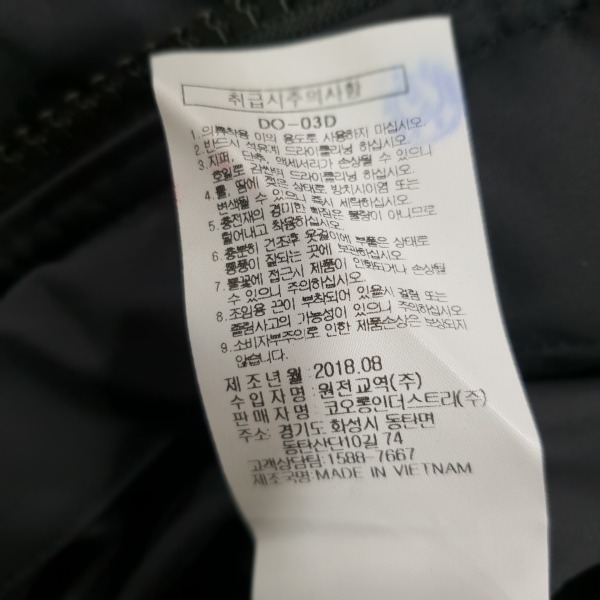 취급시주의사항
DO-03D
1. 의류착용 이외 용도로 사용하지 마십시오.
2. 반드시 석유계 드라이클리닝 하십시오.
3. 지퍼, 단추, 액세서리가 손상될 수 있으니
호일로 감싼뒤 드라이클리닝 하십시오.
4. 물, 땀에 젖은 상태로 방치시 이염 또는
변색될 수 있으니 즉시 세탁하십시오.
5. 충전재의 경미한 빠짐은 불량이 아니므로
털어내고 착용하십시오.
6. 충분히 건조후 옷걸이에 부풀은 상태로
통풍이 잘되는 곳에 보관하십시오.
7. 불꽃에 접근시 제품이 인화되거나 손상될
수 있으니 주의하십시오.
8. 조임용 끈이 부착되어 있을시 걸림 또는
졸림사고의 가능성이 있으니 주의하십시오.
9. 소비자부주의로 인한 제품손상은 보상되지
않습니다.
제조년월 : 2018.08
수입자명 : 원전교역(주)
판매자명 : 코오롱인더스트리(주)
주소: 경기도 화성시 동탄면
동탄산단10길 74
고객상담팀:1588-7667
제조국명:MADE IN VIETNAM